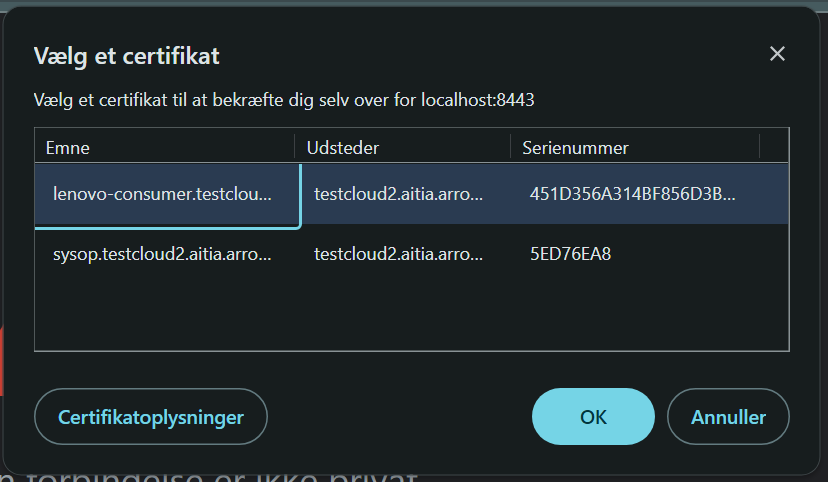 Vælg et certifikat
Vælg et certifikat til at bekræfte dig selv over for localhost:8443
Emne Udsteder Serienummer
lenovo-consumer.testclou... testcloud2.aitia.arro... 451D356A314BF856D3B...
sysop.testcloud2.aitia.arro... testcloud2.aitia.arro... 5ED76EA8
Certifikatoplysninger OK Annuller
forbindelse er ikke privat